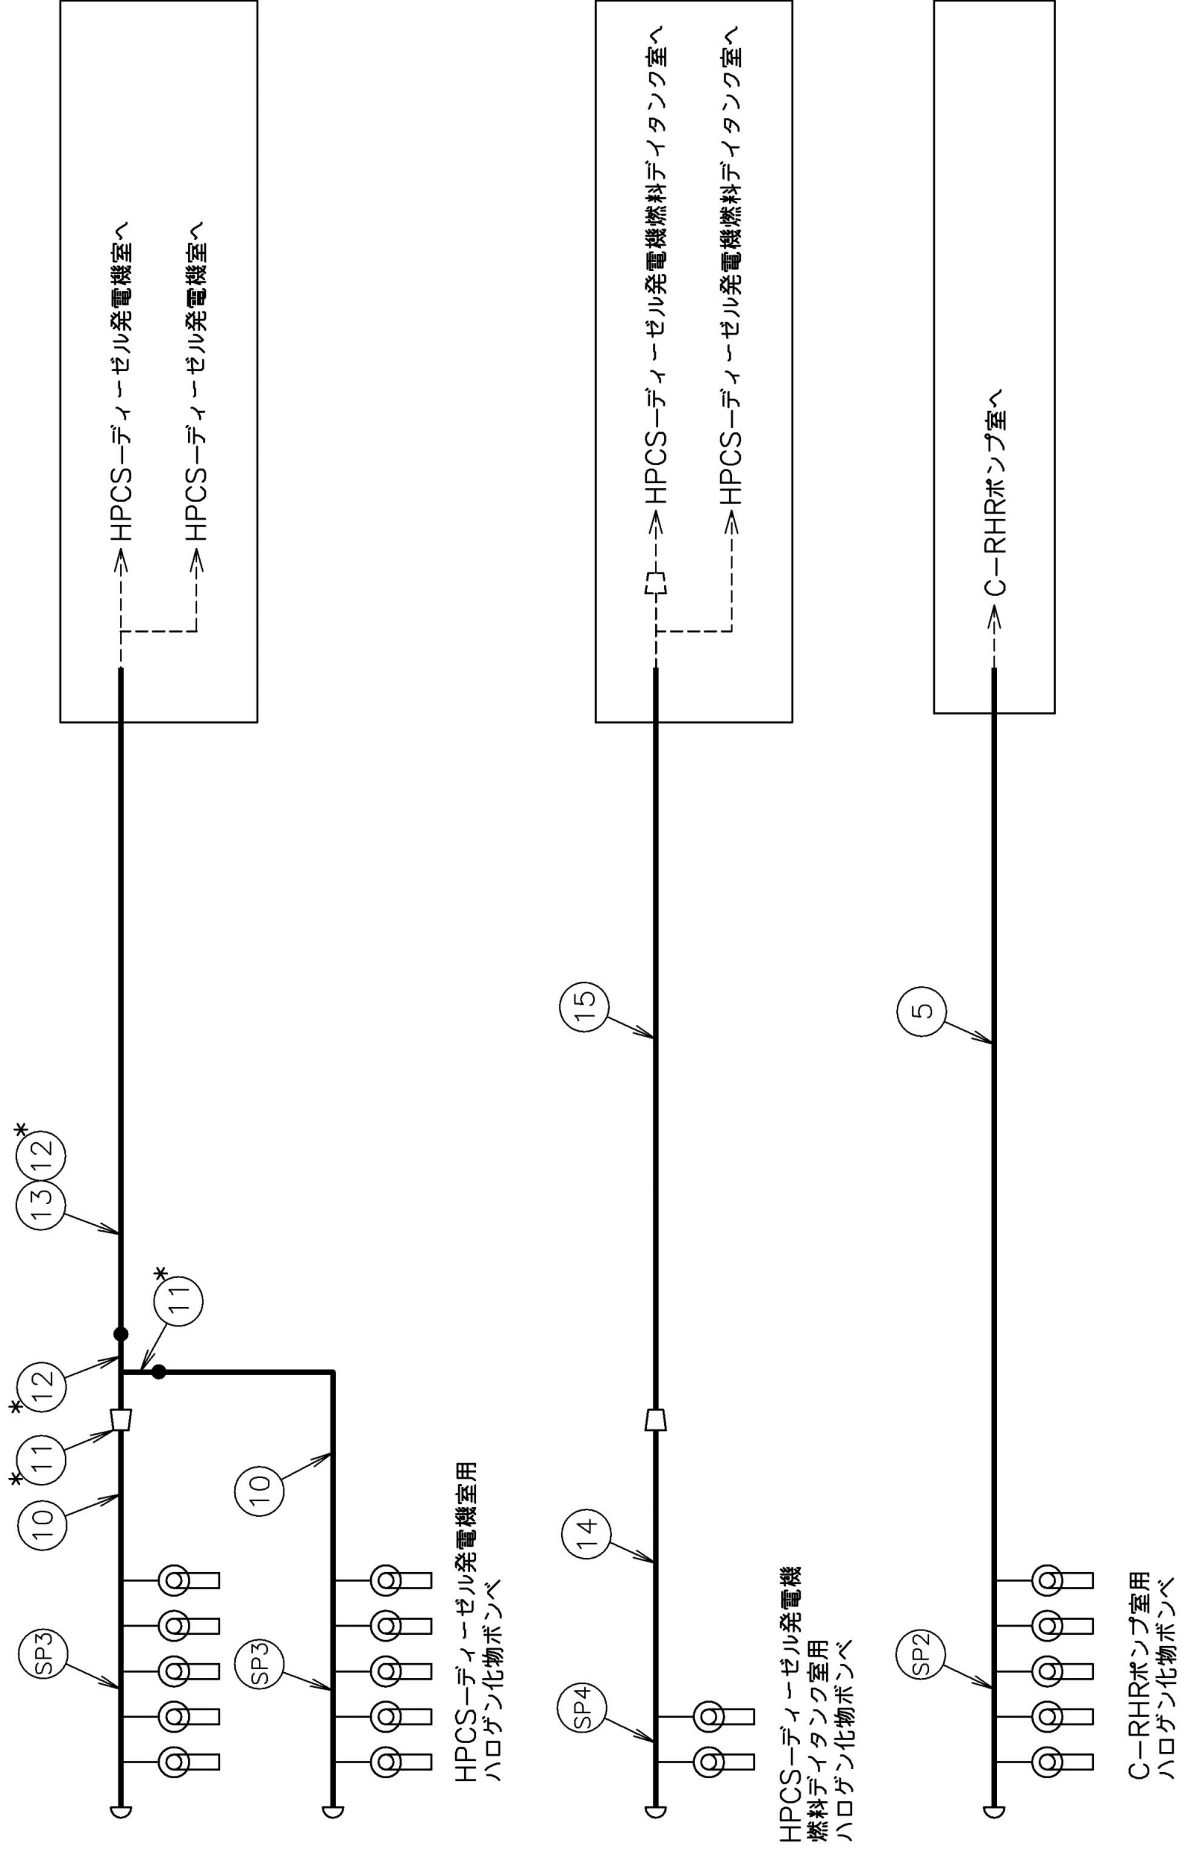 HPCS-ディーゼル発電機室へ
HPCS-ディーゼル発電機室へ
13
12*
11*
12
11*
10
10
SP3
SP3
HPCS-ディーゼル発電機室用
ハロゲン化物ボンベ
HPCS-ディーゼル発電機燃料デイタンク室へ
HPCS-ディーゼル発電機燃料デイタンク室へ
15
14
SP4
HPCS-ディーゼル発電機
燃料デイタンク室用
ハロゲン化物ボンベ
C-RHRポンプ室へ
5
SP2
C-RHRポンプ室用
ハロゲン化物ボンベ